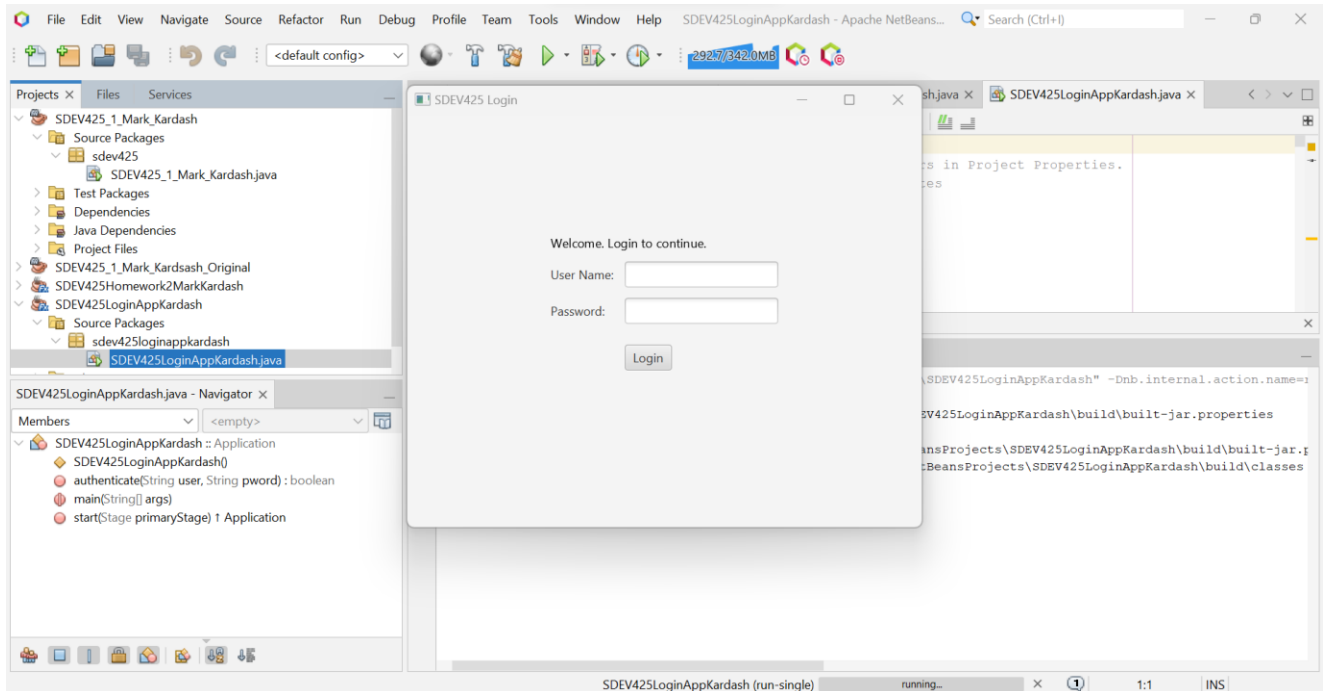 File Edit View Navigate Source Refactor Run Debug Profile Team Tools Window Help SDEV425LoginAppKardash - Apache NetBeans... Search (Ctrl+I)
<default config> 292.7/342.0MB
Projects Files Services
SDEV425_1_Mark_Kardash
Source Packages
sdev425
SDEV425_1_Mark_Kardash.java
Test Packages
Dependencies
Java Dependencies
Project Files
SDEV425_1_Mark_Kardsash_Original
SDEV425Homework2MarkKardash
SDEV425LoginAppKardash
Source Packages
sdev425loginappkardash
SDEV425LoginAppKardash.java
SDEV425LoginAppKardash.java - Navigator
Members <empty>
SDEV425LoginAppKardash :: Application
SDEV425LoginAppKardash()
authenticate(String user, String pword) : boolean
main(String[] args)
start(Stage primaryStage) ↑ Application
SDEV425 Login
Welcome. Login to continue.
User Name:
Password:
Login
sh.java SDEV425LoginAppKardash.java
rs in Project Properties.
tes
\SDEV425LoginAppKardash" -Dnb.internal.action.name=r
EV425LoginAppKardash\build\built-jar.properties
ansProjects\SDEV425LoginAppKardash\build\built-jar.p
tBeansProjects\SDEV425LoginAppKardash\build\classes
SDEV425LoginAppKardash (run-single) running... 1 1:1 INS